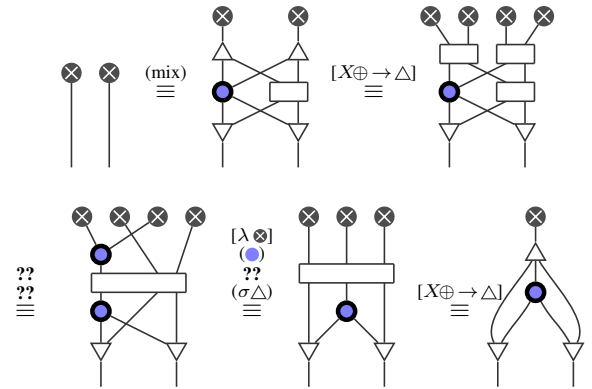 (mix)
≡
[X⊕ → △]
≡
??
??
≡
[λ ⊗]
(●)
??
(σ△)
≡
[X⊕ → △]
≡